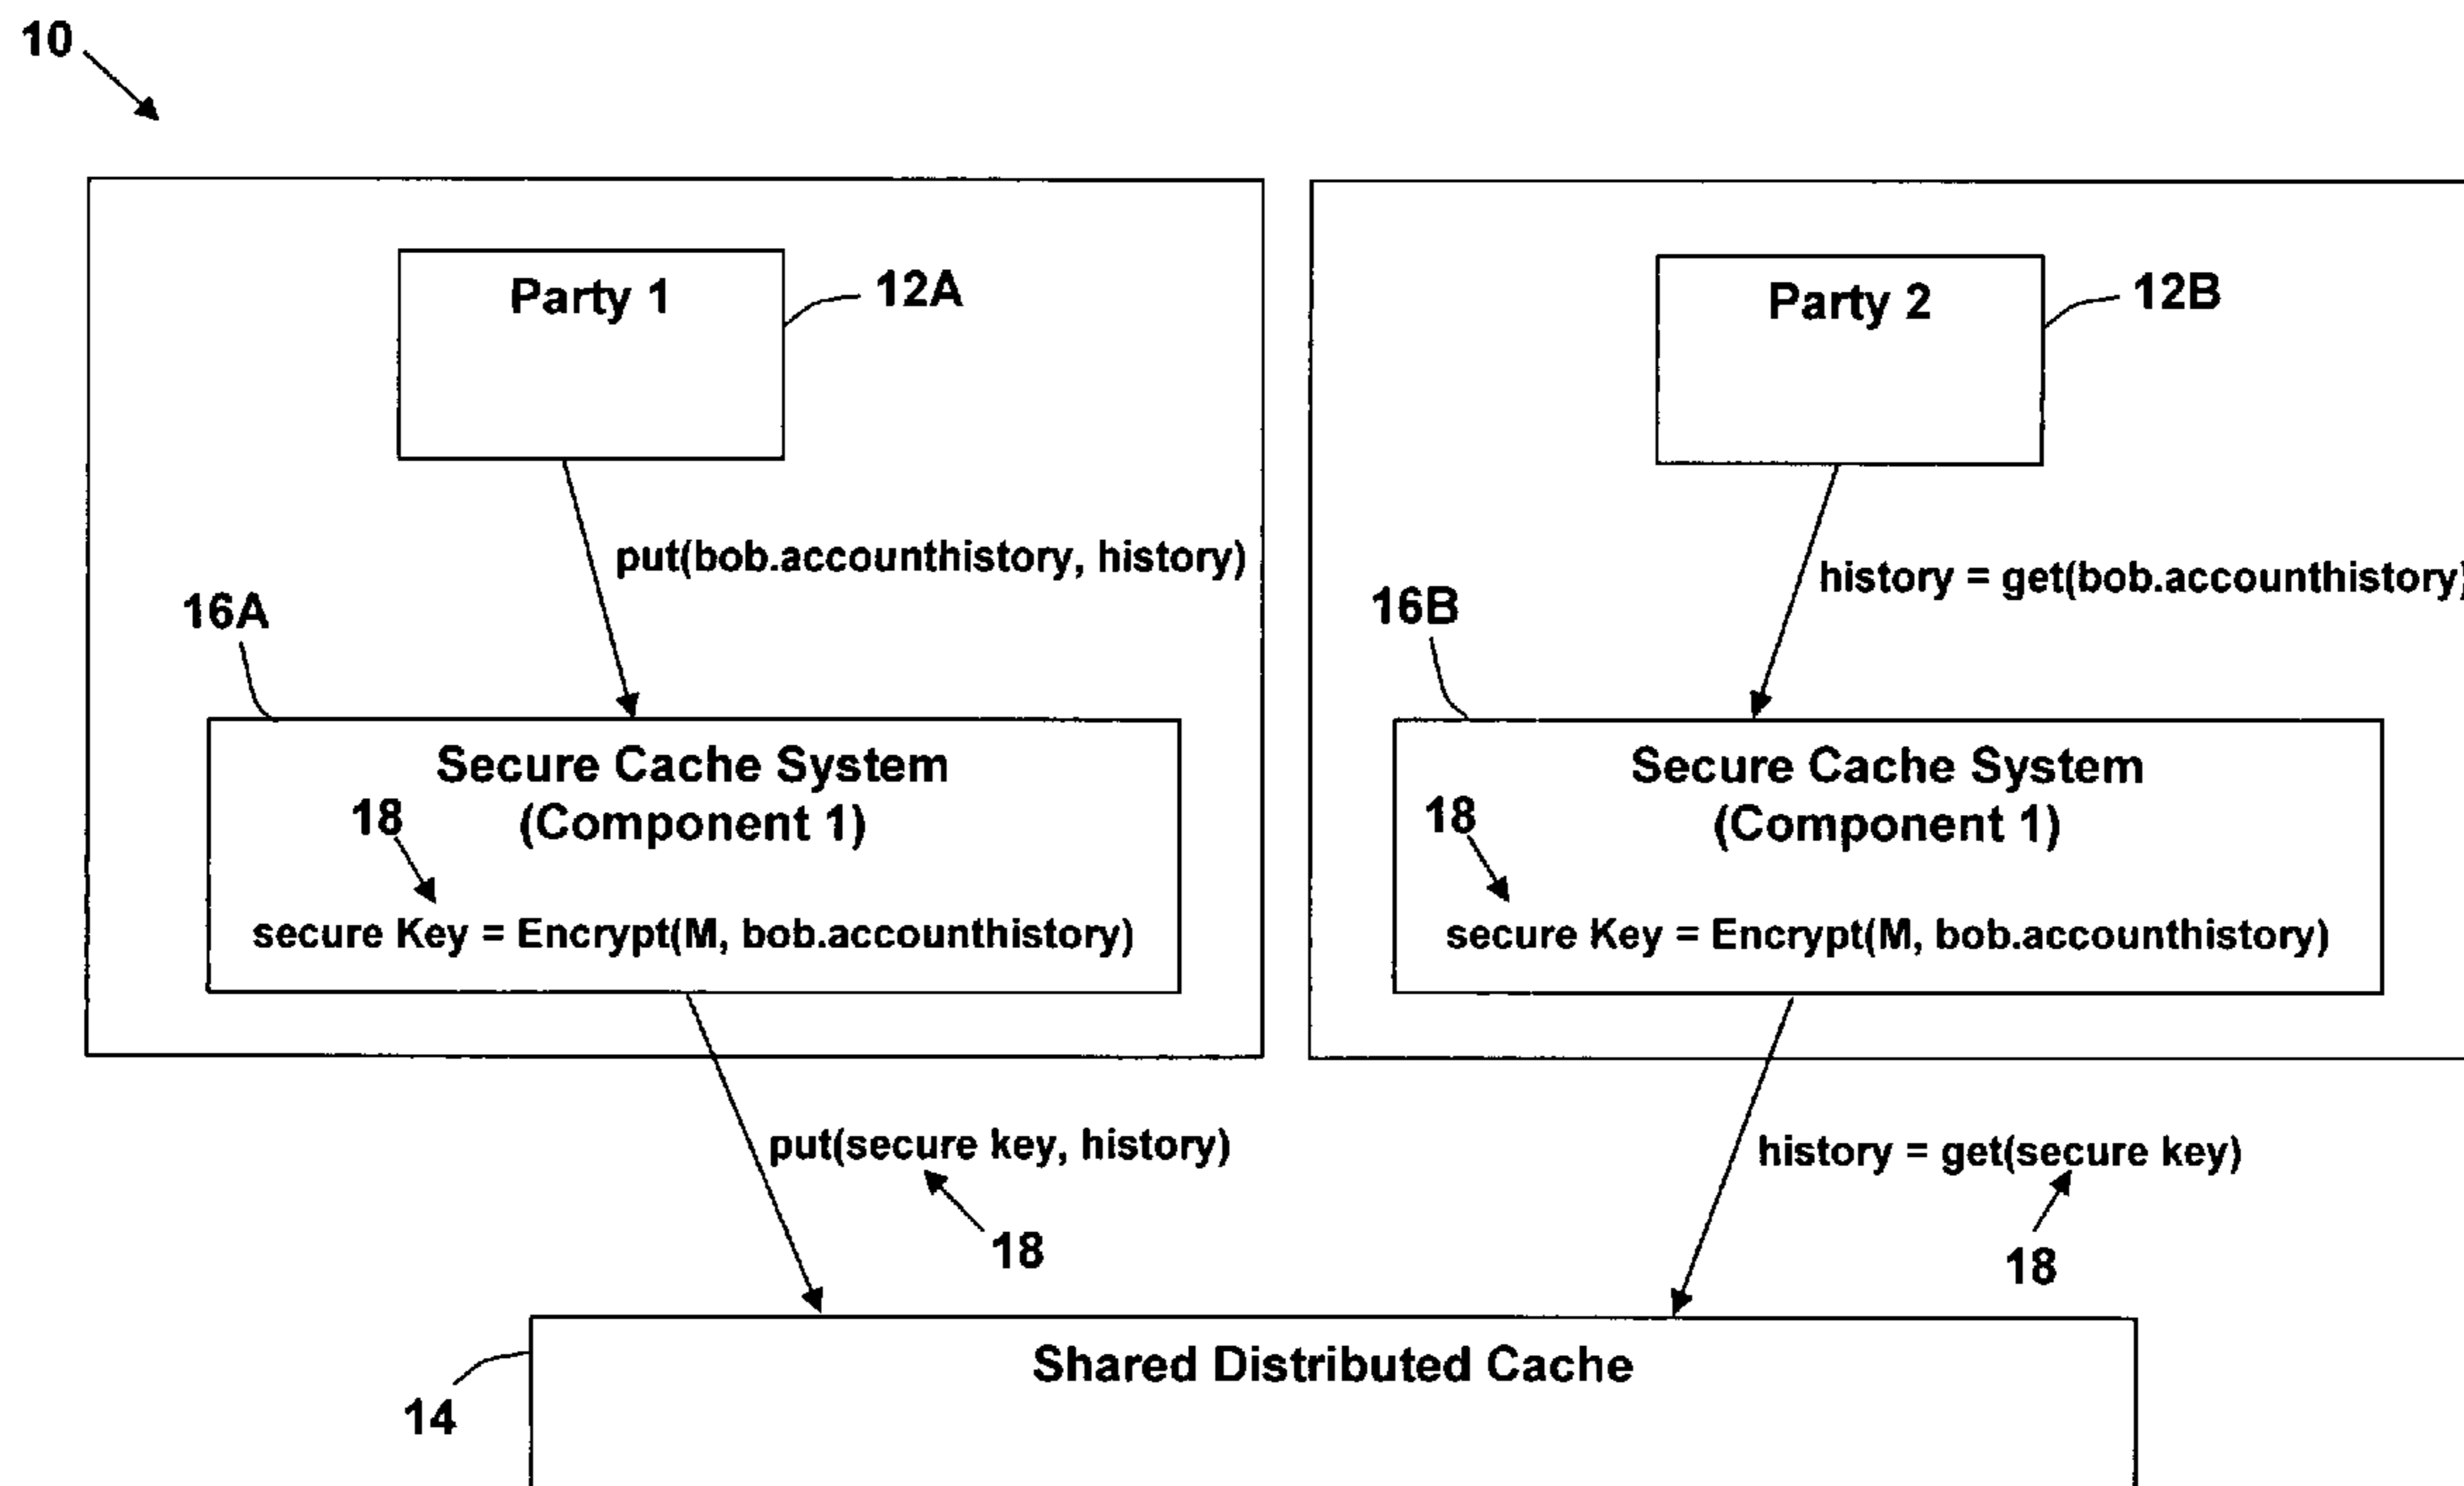 10
Party 1
12A
Party 2
12B
put(bob.accounthistory, history)
history = get(bob.accounthistory)
16A
16B
Secure Cache System
(Component 1)
18
secure Key = Encrypt(M, bob.accounthistory)
Secure Cache System
(Component 1)
18
secure Key = Encrypt(M, bob.accounthistory)
put(secure key, history)
18
history = get(secure key)
18
Shared Distributed Cache
14